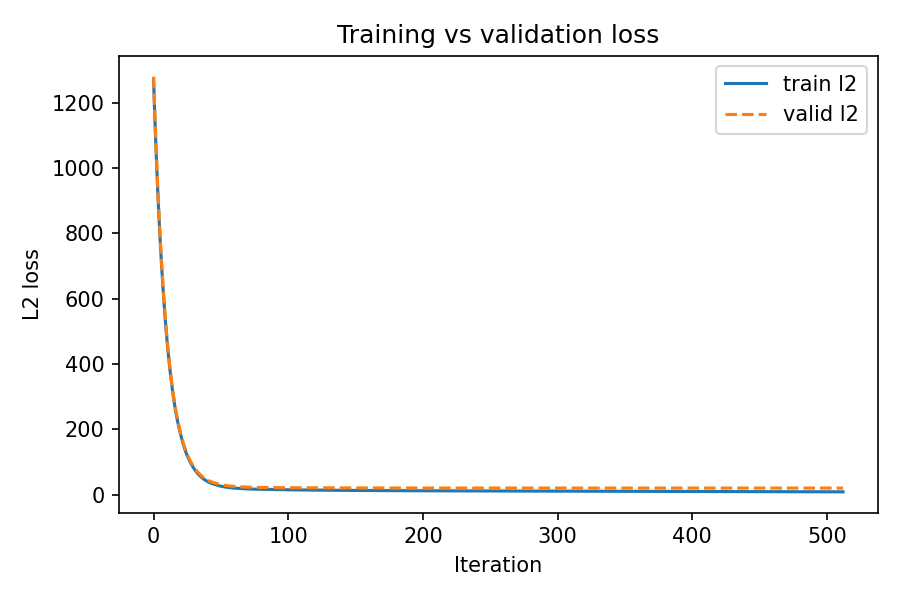 Training vs validation loss
train l2
valid l2
L2 loss
1200
1000
800
600
400
200
0
0 100 200 300 400 500
Iteration